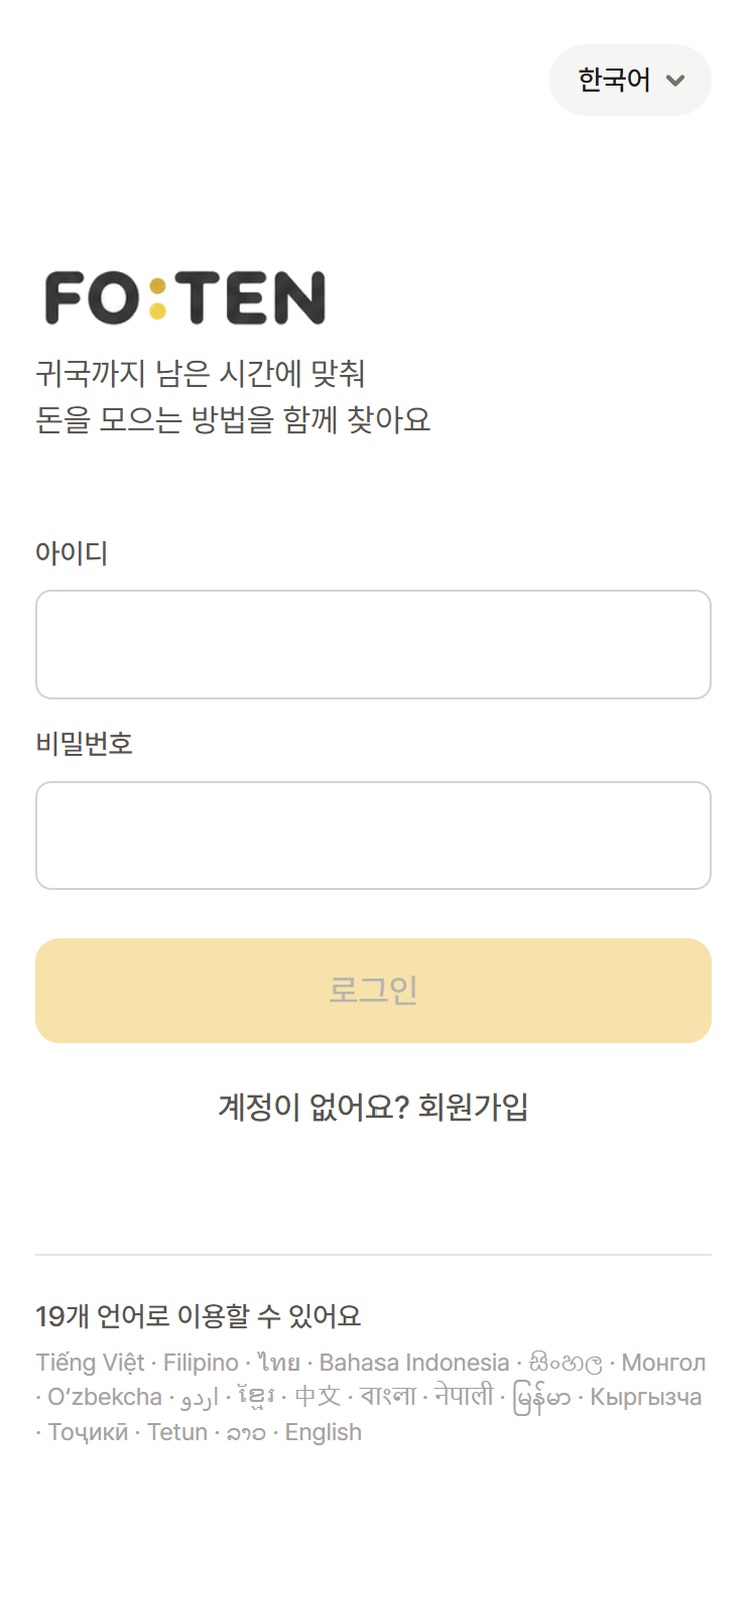 한국어
FO:TEN
귀국까지 남은 시간에 맞춰
돈을 모으는 방법을 함께 찾아요
아이디
비밀번호
로그인
계정이 없어요? 회원가입
19개 언어로 이용할 수 있어요
Tiếng Việt · Filipino · ไทย · Bahasa Indonesia · සිංහල · Монгол
· Oʻzbekcha · اردو · ខ្មែរ · 中文 · বাংলা · नेपाली · မြန်မာ · Кыргызча
· Тоҷикӣ · Tetun · ລາວ · English